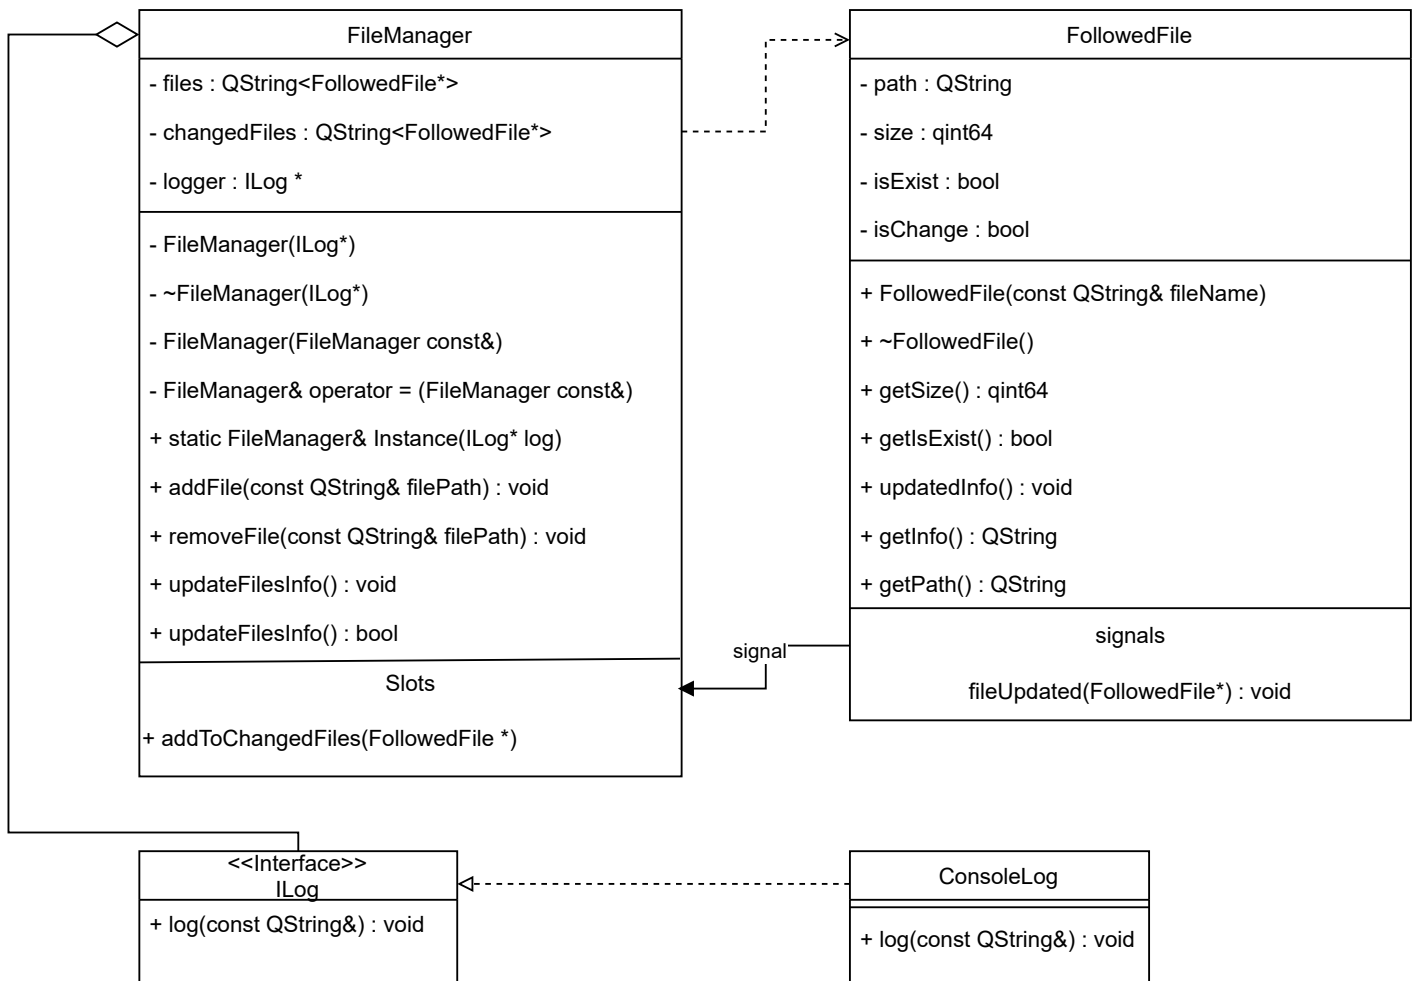 FileManager
- files : QString<FollowedFile*>
- changedFiles : QString<FollowedFile*>
- logger : ILog *
- FileManager(ILog*)
- ~FileManager(ILog*)
- FileManager(FileManager const&)
- FileManager& operator = (FileManager const&)
+ static FileManager& Instance(ILog* log)
+ addFile(const QString& filePath) : void
+ removeFile(const QString& filePath) : void
+ updateFilesInfo() : void
+ updateFilesInfo() : bool
Slots
+ addToChangedFiles(FollowedFile *)
FollowedFile
- path : QString
- size : qint64
- isExist : bool
- isChange : bool
+ FollowedFile(const QString& fileName)
+ ~FollowedFile()
+ getSize() : qint64
+ getIsExist() : bool
+ updatedInfo() : void
+ getInfo() : QString
+ getPath() : QString
signals
fileUpdated(FollowedFile*) : void
signal
<<Interface>>
ILog
+ log(const QString&) : void
ConsoleLog
+ log(const QString&) : void